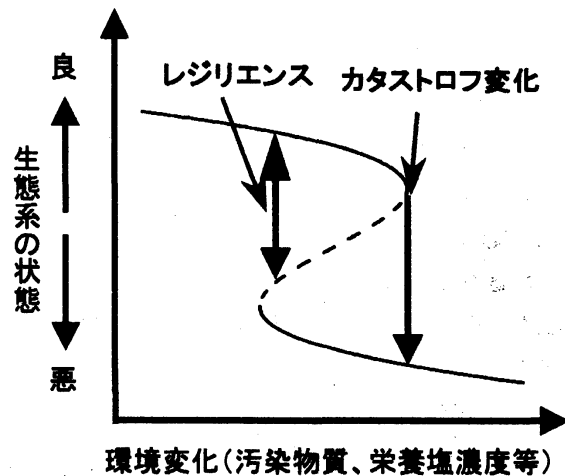 良
レジリエンス
カタストロフ変化
生態系の状態
悪
環境変化(汚染物質、栄養塩濃度等)